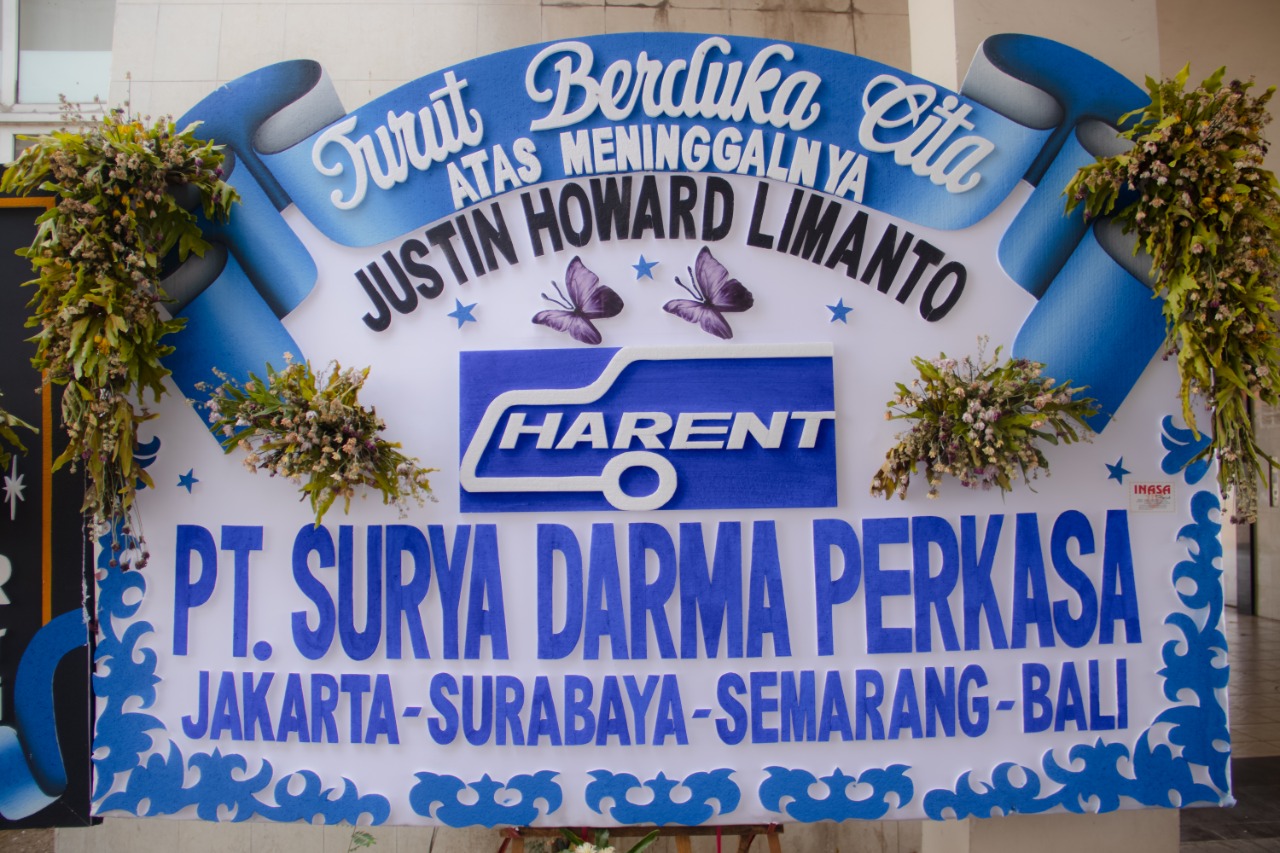 Turut Berduka Cita
ATAS MENINGGALNYA
JUSTIN HOWARD LIMANTO
HARENT
INASA
PT. SURYA DARMA PERKASA
JAKARTA-SURABAYA-SEMARANG-BALI